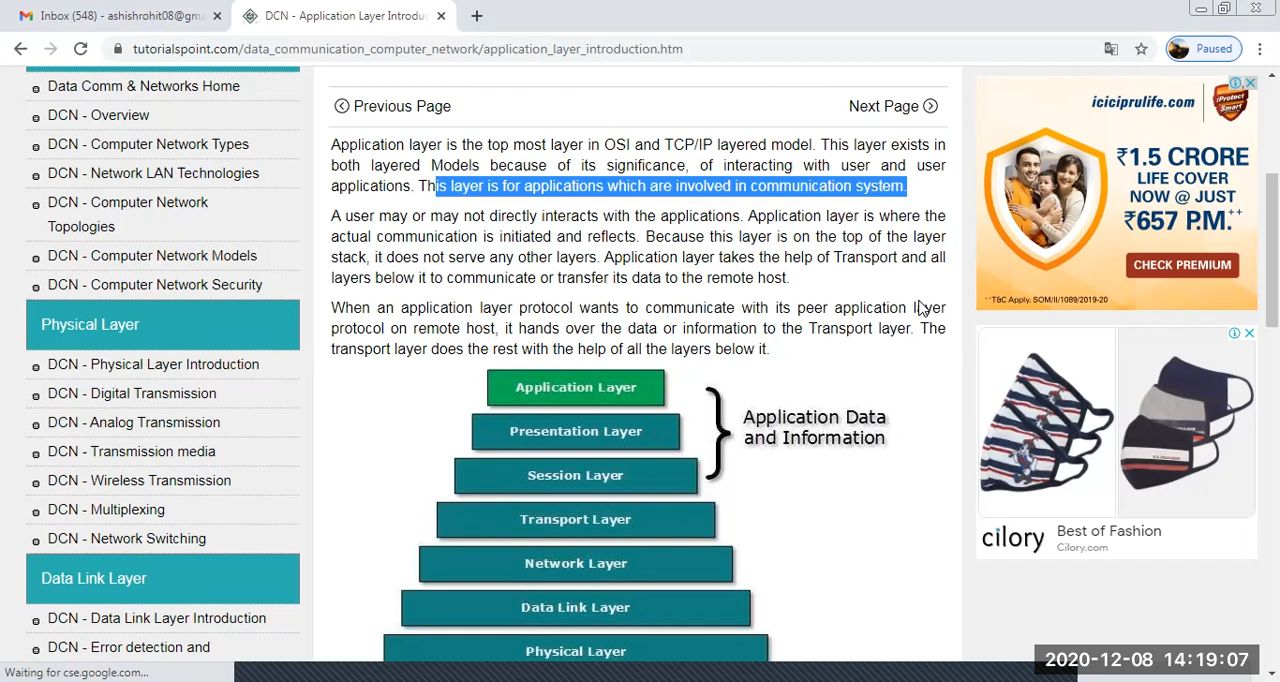 Inbox (548) - ashishrohit08@gma
DCN - Application Layer Introduc
tutorialspoint.com/data_communication_computer_network/application_layer_introduction.htm
Paused
Data Comm & Networks Home
DCN - Overview
DCN - Computer Network Types
DCN - Network LAN Technologies
DCN - Computer Network
Topologies
DCN - Computer Network Models
DCN - Computer Network Security
Physical Layer
DCN - Physical Layer Introduction
DCN - Digital Transmission
DCN - Analog Transmission
DCN - Transmission media
DCN - Wireless Transmission
DCN - Multiplexing
DCN - Network Switching
Data Link Layer
DCN - Data Link Layer Introduction
DCN - Error detection and
Previous Page
Next Page
Application layer is the top most layer in OSI and TCP/IP layered model. This layer exists in
both layered Models because of its significance, of interacting with user and user
applications. This layer is for applications which are involved in communication system.
A user may or may not directly interacts with the applications. Application layer is where the
actual communication is initiated and reflects. Because this layer is on the top of the layer
stack, it does not serve any other layers. Application layer takes the help of Transport and all
layers below it to communicate or transfer its data to the remote host.
When an application layer protocol wants to communicate with its peer application layer
protocol on remote host, it hands over the data or information to the Transport layer. The
transport layer does the rest with the help of all the layers below it.
Application Layer
Presentation Layer
Session Layer
Transport Layer
Network Layer
Data Link Layer
Physical Layer
Application Data
and Information
iciciprulife.com
iProtect
Smart
₹1.5 CRORE
LIFE COVER
NOW @ JUST
₹657 P.M.++
CHECK PREMIUM
++T&C Apply. SOM/II/1089/2019-20
cilory
Best of Fashion
Cilory.com
Waiting for cse.google.com...
2020-12-08 14:19:07